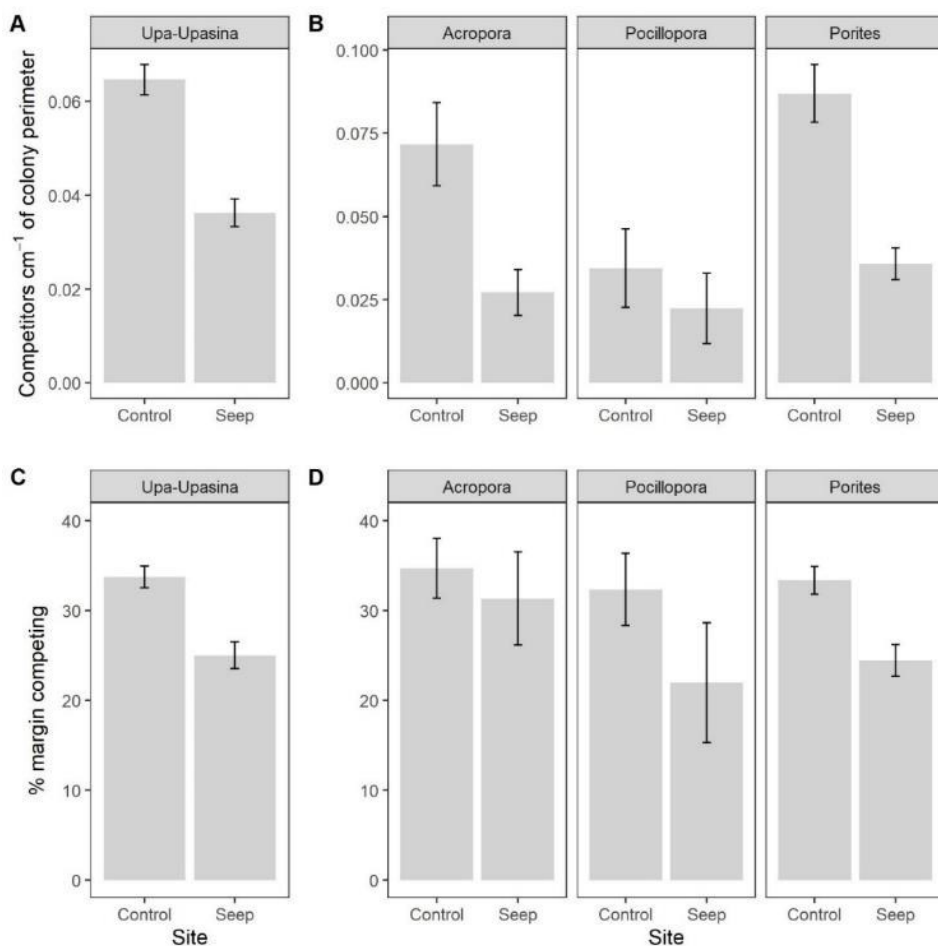 A
Upa-Upasina
B
Acropora
Pocillopora
Porites
Competitors cm⁻¹ of colony perimeter
0.06
0.04
0.02
0.00
0.100
0.075
0.050
0.025
0.000
Control Seep
Control Seep
Control Seep
Control Seep
C
Upa-Upasina
D
Acropora
Pocillopora
Porites
% margin competing
40
30
20
10
0
40
30
20
10
0
Control Seep
Control Seep
Control Seep
Control Seep
Site
Site